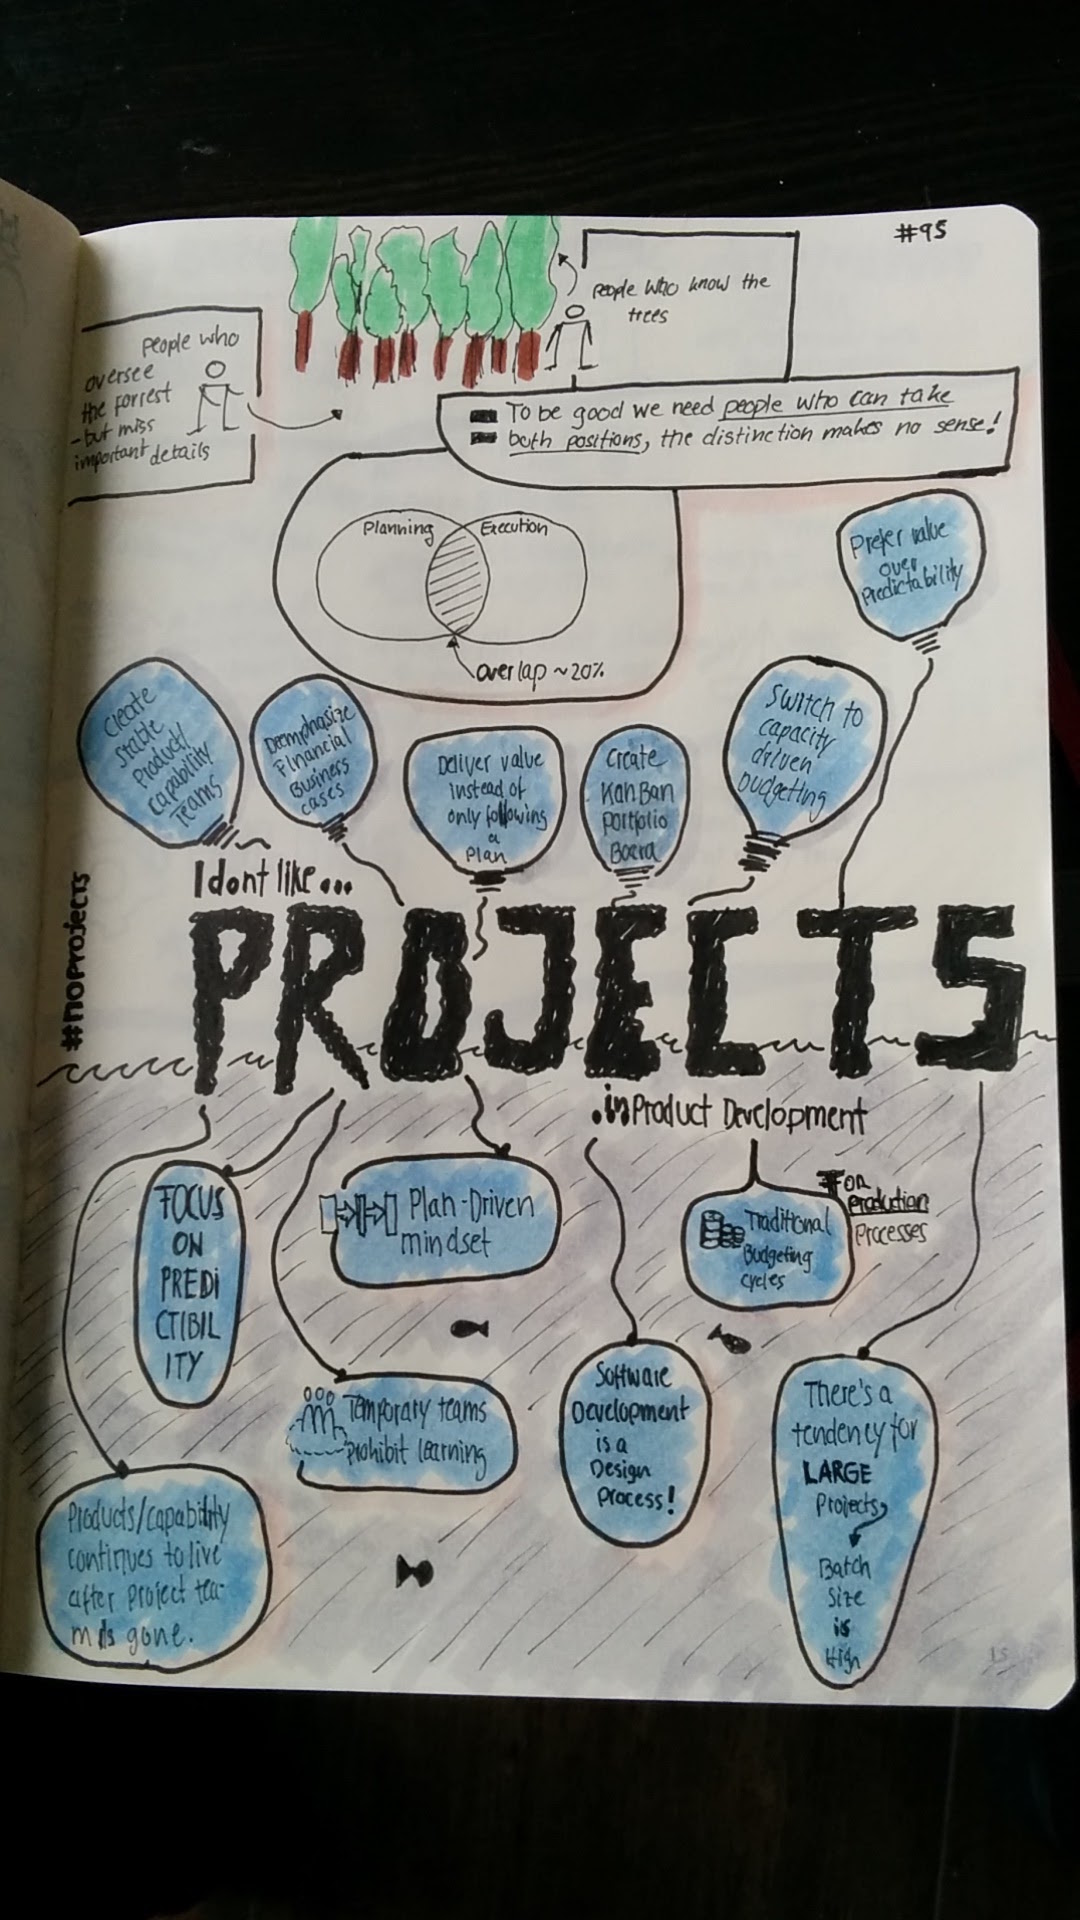 #95
People who know the
trees
People who
oversee
the forrest
- but miss
important details
To be good we need people who can take
both positions, the distinction makes no sense!
Planning
Execution
overlap ~20%
Prefer value
over
Predictability
Create
Stable
Product/
Capability
Teams
Deemphasize
Financial
Business
cases
Deliver value
instead of
only following
a
Plan
Create
KanBan
Portfolio
Board
Switch to
capacity
driven
budgeting
#noprojects
I dont like...
PROJECTS
.in Product Development
FOCUS
ON
PREDI
CTIBIL
ITY
Plan-Driven
mindset
Traditional
Budgeting
cycles
For
production
Processes
Temporary teams
prohibit learning
Software
Development
is a
Design
Process!
There's a
tendency for
LARGE
Projects
Batch
Size
is
High
Products/capability
continues to live
after project tea
m is gone.
15